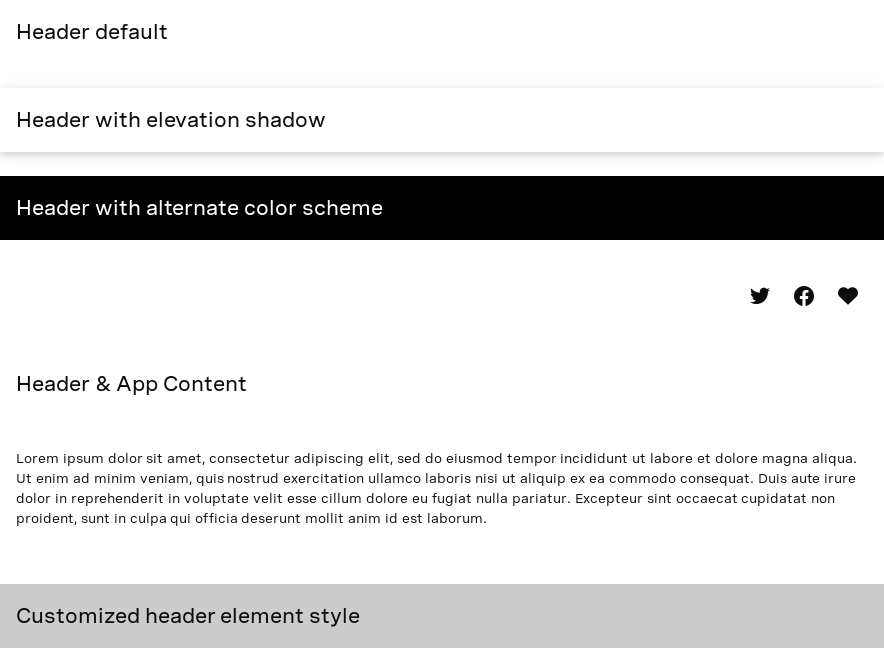 Header default
Header with elevation shadow
Header with alternate color scheme
Header & App Content
Lorem ipsum dolor sit amet, consectetur adipiscing elit, sed do eiusmod tempor incididunt ut labore et dolore magna aliqua.
Ut enim ad minim veniam, quis nostrud exercitation ullamco laboris nisi ut aliquip ex ea commodo consequat. Duis aute irure
dolor in reprehenderit in voluptate velit esse cillum dolore eu fugiat nulla pariatur. Excepteur sint occaecat cupidatat non
proident, sunt in culpa qui officia deserunt mollit anim id est laborum.
Customized header element style